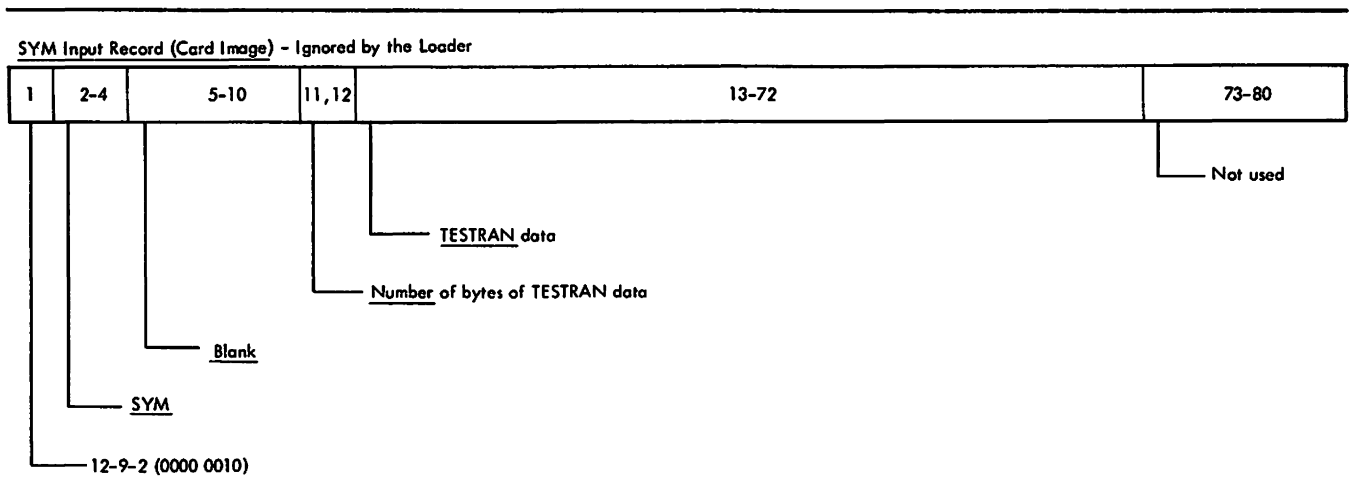 SYM Input Record (Card Image) - Ignored by the Loader
1 2-4 5-10 11,12 13-72 73-80
Not used
TESTRAN data
Number of bytes of TESTRAN data
Blank
SYM
12-9-2 (0000 0010)